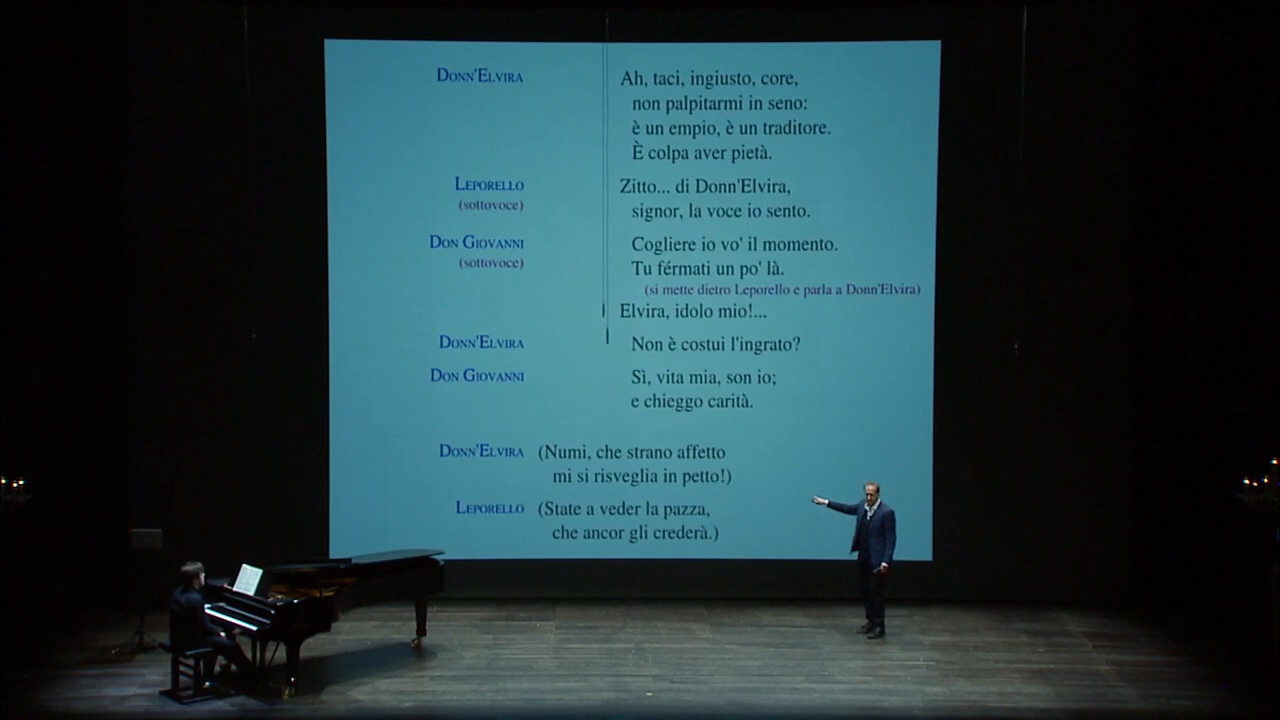 DONN'ELVIRA Ah, taci, ingiusto, core,
non palpitarmi in seno:
è un empio, è un traditore.
È colpa aver pietà.
LEPORELLO Zitto... di Donn'Elvira,
(sottovoce) signor, la voce io sento.
DON GIOVANNI Cogliere io vo' il momento.
(sottovoce) Tu férmati un po' là.
(si mette dietro Leporello e parla a Donn'Elvira)
Elvira, idolo mio!...
DONN'ELVIRA Non è costui l'ingrato?
DON GIOVANNI Sì, vita mia, son io;
e chieggo carità.
DONN'ELVIRA (Numi, che strano affetto
mi si risveglia in petto!)
LEPORELLO (State a veder la pazza,
che ancor gli crederà.)